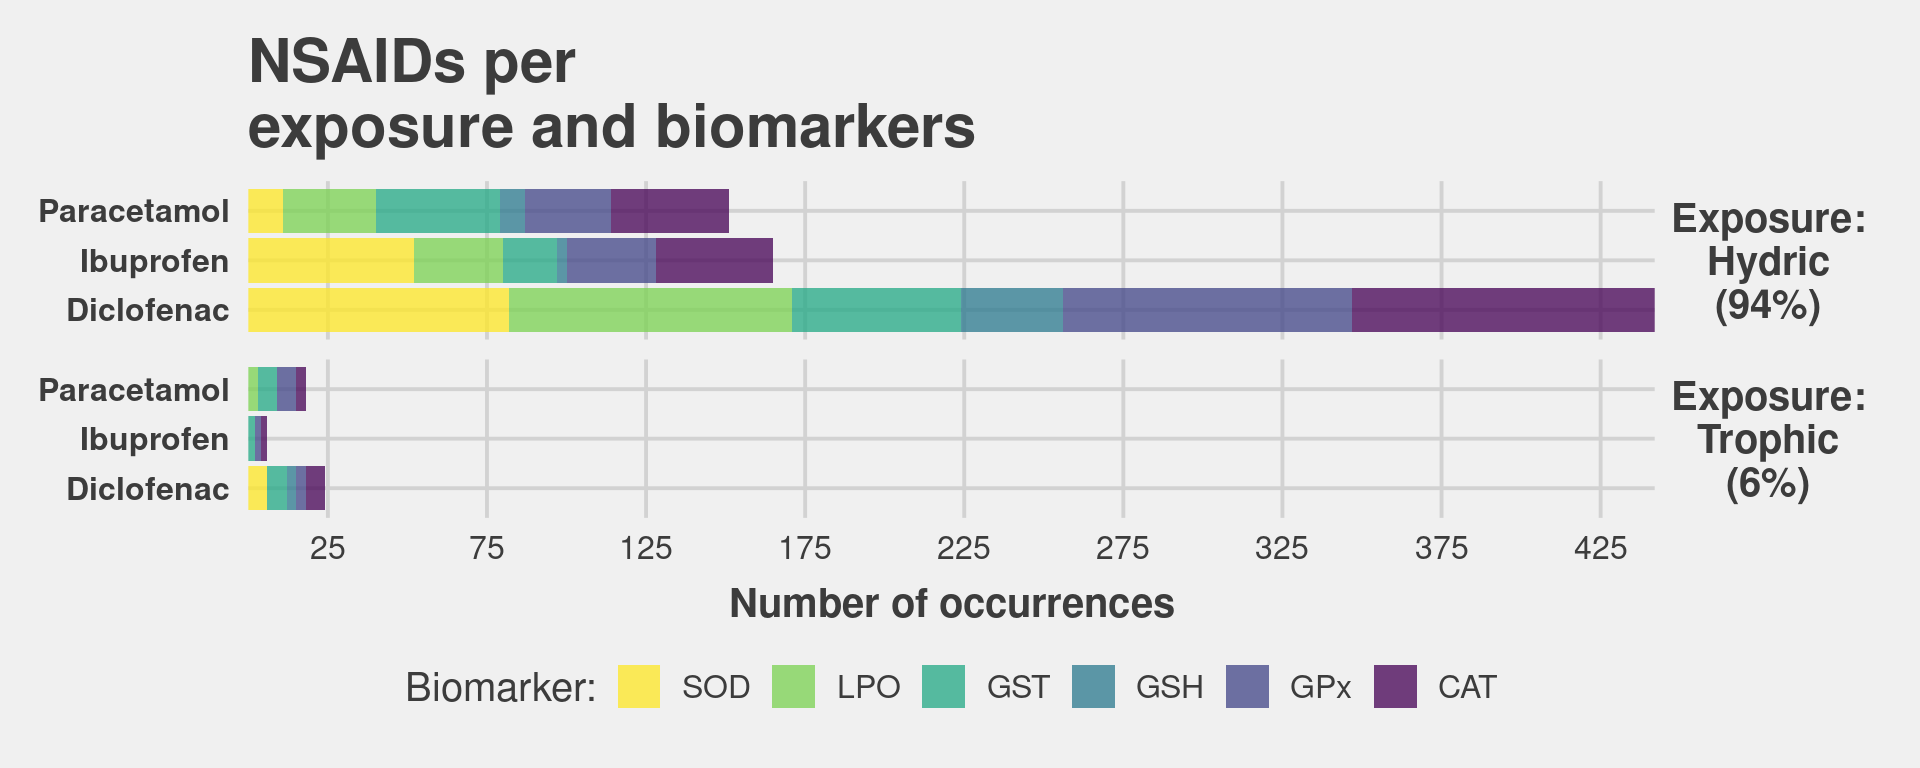 NSAIDs per
exposure and biomarkers
Paracetamol
Ibuprofen
Diclofenac
Exposure:
Hydric
(94%)
Paracetamol
Ibuprofen
Diclofenac
Exposure:
Trophic
(6%)
25 75 125 175 225 275 325 375 425
Number of occurrences
Biomarker: SOD LPO GST GSH GPx CAT